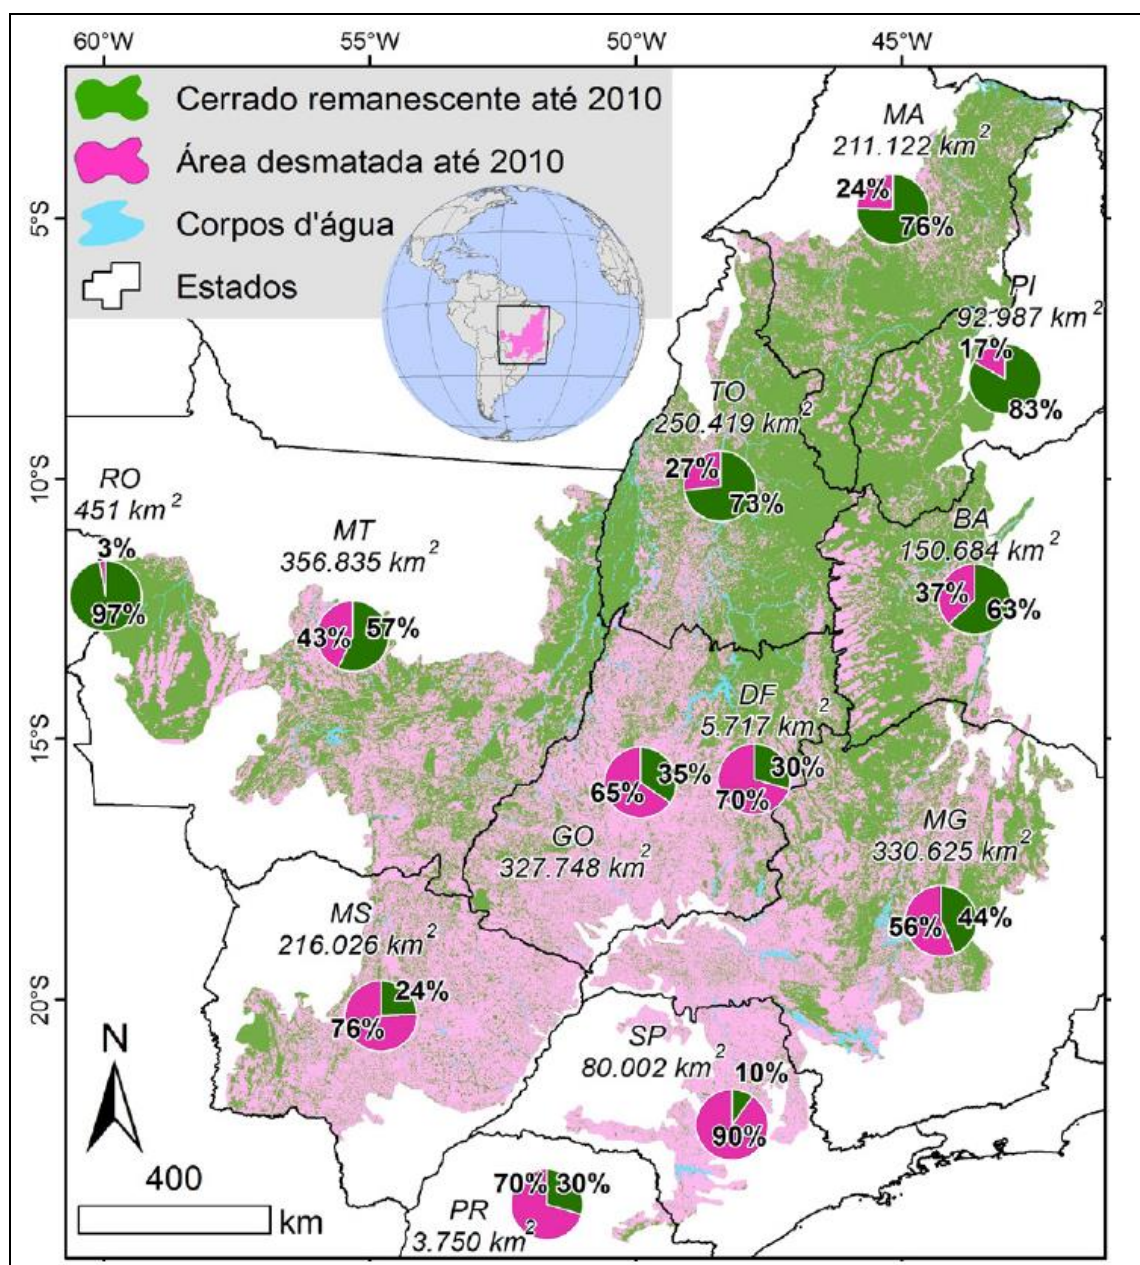 60°W 55°W 50°W 45°W
Cerrado remanescente até 2010
Área desmatada até 2010
Corpos d'água
Estados
5°S
10°S
15°S
20°S
MA
211.122 km²
24%
76%
PI
92.987 km²
17%
83%
TO
250.419 km²
27%
73%
RO
451 km²
3%
97%
MT
356.835 km²
43%
57%
BA
150.684 km²
37%
63%
DF
5.717 km²
30%
70%
35%
65%
GO
327.748 km²
MG
330.625 km²
56%
44%
MS
216.026 km²
24%
76%
SP
80.002 km²
10%
90%
70%
30%
PR
3.750 km²
N
400
km